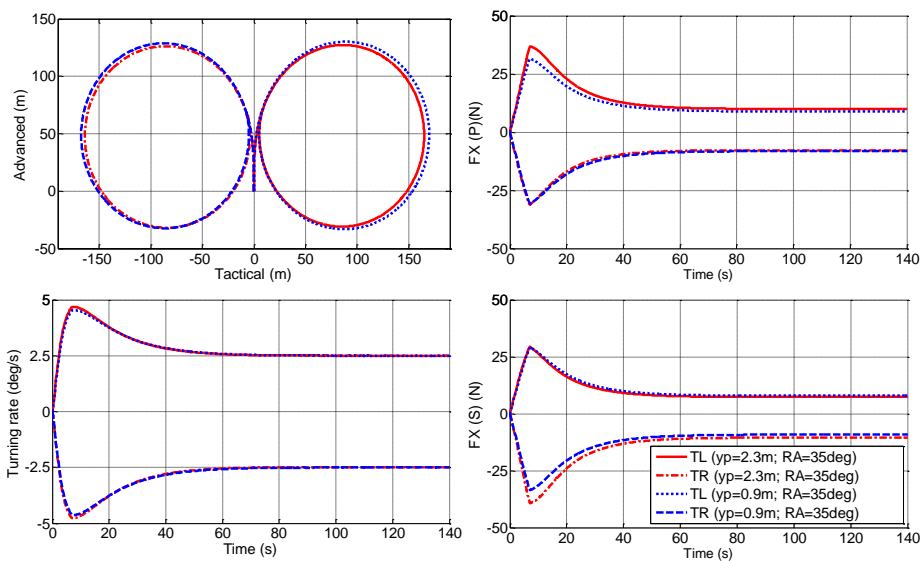 150
100
50
0
-50
Advanced (m)
-150 -100 -50 0 50 100 150
Tactical (m)
50
25
0
-25
-50
FX (P)(N)
0 20 40 60 80 100 120 140
Time (s)
5
2.5
0
-2.5
-5
Turning rate (deg/s)
0 20 40 60 80 100 120 140
Time (s)
50
25
0
-25
-50
FX (S) (N)
TL (yp=2.3m; RA=35deg)
TR (yp=2.3m; RA=35deg)
TL (yp=0.9m; RA=35deg)
TR (yp=0.9m; RA=35deg)
0 20 40 60 80 100 120 140
Time (s)